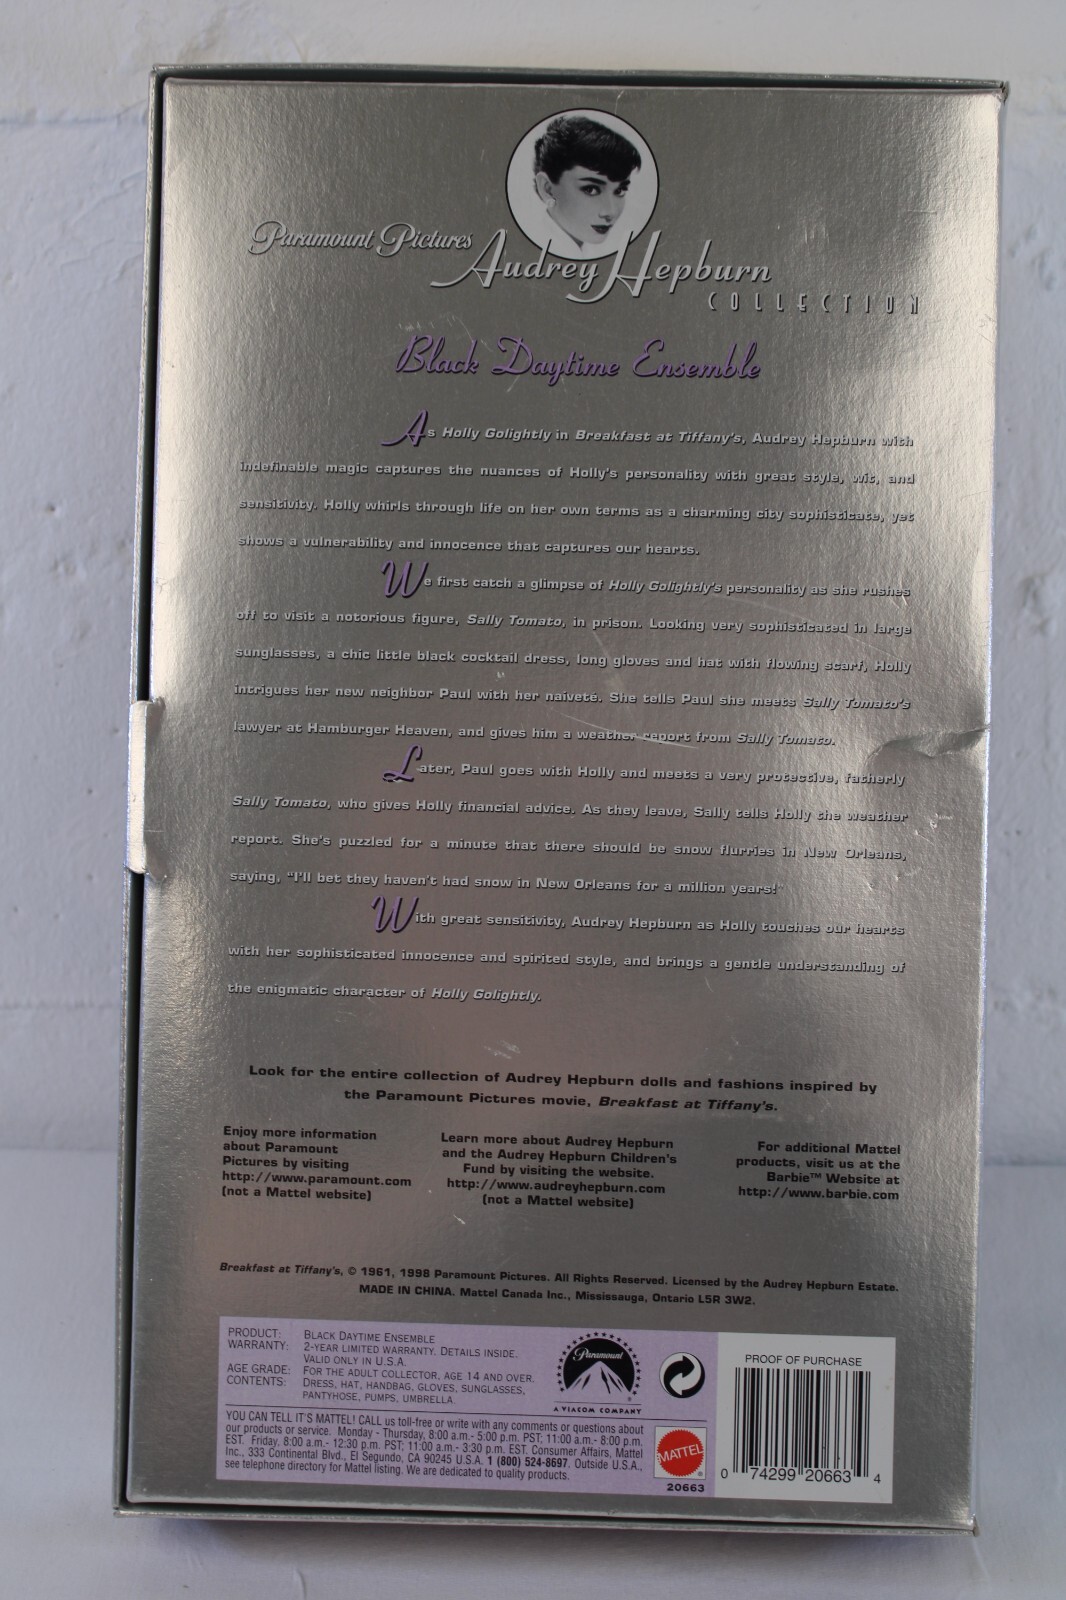 Paramount Pictures
Audrey Hepburn
COLLECTION
Black Daytime Ensemble
As Holly Golightly in Breakfast at Tiffany's, Audrey Hepburn with
indefinable magic captures the nuances of Holly's personality with great style, wit, and
sensitivity. Holly whirls through life on her own terms as a charming city sophisticate, yet
shows a vulnerability and innocence that captures our hearts.
We first catch a glimpse of Holly Golightly's personality as she rushes
off to visit a notorious figure, Sally Tomato, in prison. Looking very sophisticated in large
sunglasses, a chic little black cocktail dress, long gloves and hat with flowing scarf, Holly
intrigues her new neighbor Paul with her naïveté. She tells Paul she meets Sally Tomato's
lawyer at Hamburger Heaven, and gives him a weather report from Sally Tomato.
Later, Paul goes with Holly and meets a very protective, fatherly
Sally Tomato, who gives Holly financial advice. As they leave, Sally tells Holly the weather
report. She's puzzled for a minute that there should be snow flurries in New Orleans,
saying, "I'll bet they haven't had snow in New Orleans for a million years!"
With great sensitivity, Audrey Hepburn as Holly touches our hearts
with her sophisticated innocence and spirited style, and brings a gentle understanding of
the enigmatic character of Holly Golightly.
Look for the entire collection of Audrey Hepburn dolls and fashions inspired by
the Paramount Pictures movie, Breakfast at Tiffany's.
Enjoy more information
about Paramount
Pictures by visiting
http://www.paramount.com
(not a Mattel website)
Learn more about Audrey Hepburn
and the Audrey Hepburn Children's
Fund by visiting the website.
http://www.audreyhepburn.com
(not a Mattel website)
For additional Mattel
products, visit us at the
Barbie™ Website at
http://www.barbie.com
Breakfast at Tiffany's, © 1961, 1998 Paramount Pictures. All Rights Reserved. Licensed by the Audrey Hepburn Estate.
MADE IN CHINA. Mattel Canada Inc., Mississauga, Ontario L5R 3W2.
PRODUCT: BLACK DAYTIME ENSEMBLE
WARRANTY: 2-YEAR LIMITED WARRANTY. DETAILS INSIDE.
VALID ONLY IN U.S.A.
AGE GRADE: FOR THE ADULT COLLECTOR, AGE 14 AND OVER.
CONTENTS: DRESS, HAT, HANDBAG, GLOVES, SUNGLASSES,
PANTYHOSE, PUMPS, UMBRELLA.
YOU CAN TELL IT'S MATTEL! CALL us toll-free or write with any comments or questions about
our products or service. Monday - Thursday, 8:00 a.m.- 5:00 p.m. PST; 11:00 a.m.- 8:00 p.m.
EST. Friday, 8:00 a.m.- 12:30 p.m. PST; 11:00 a.m.- 3:30 p.m. EST. Consumer Affairs, Mattel
Inc., 333 Continental Blvd., El Segundo, CA 90245 U.S.A. 1 (800) 524-8697. Outside U.S.A.,
see telephone directory for Mattel listing. We are dedicated to quality products.
Paramount
®
A VIACOM COMPANY
MATTEL
®
20663
PROOF OF PURCHASE
0 74299 20663 4